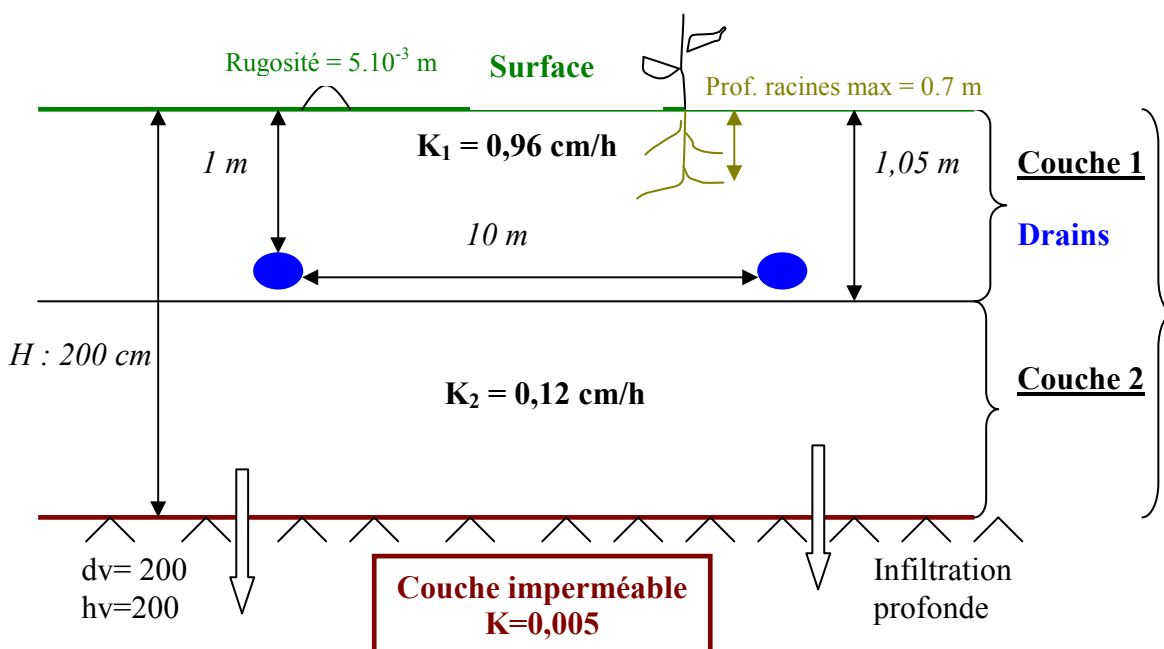 Rugosité = 5.10⁻³ m
Surface
Prof. racines max = 0.7 m
K₁ = 0,96 cm/h
1 m
1,05 m
Couche 1
10 m
Drains
H : 200 cm
K₂ = 0,12 cm/h
Couche 2
dv= 200
hv=200
Couche imperméable
K=0,005
Infiltration
profonde